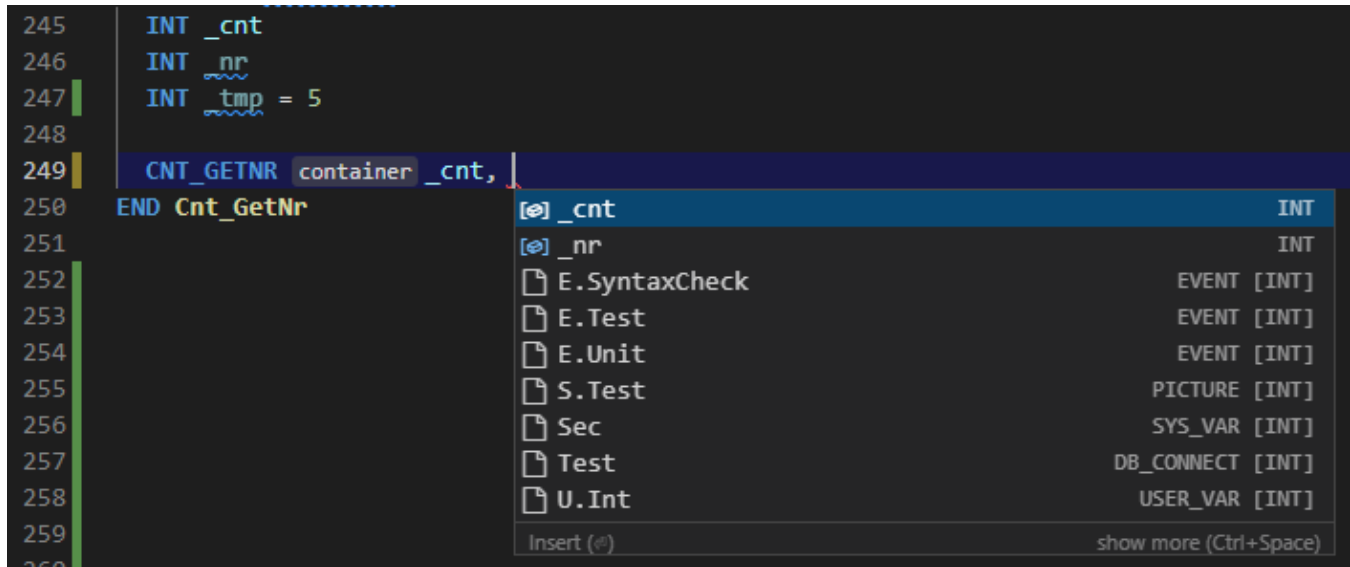 245 INT _cnt
246 INT _nr
247 INT _tmp = 5
248
249 CNT_GETNR container _cnt,
250 END Cnt_GetNr
_cnt INT
251
_nr INT
252
E.SyntaxCheck EVENT [INT]
253
E.Test EVENT [INT]
254
E.Unit EVENT [INT]
255
S.Test PICTURE [INT]
256
Sec SYS_VAR [INT]
257
Test DB_CONNECT [INT]
258
U.Int USER_VAR [INT]
259
Insert (⏎) show more (Ctrl+Space)